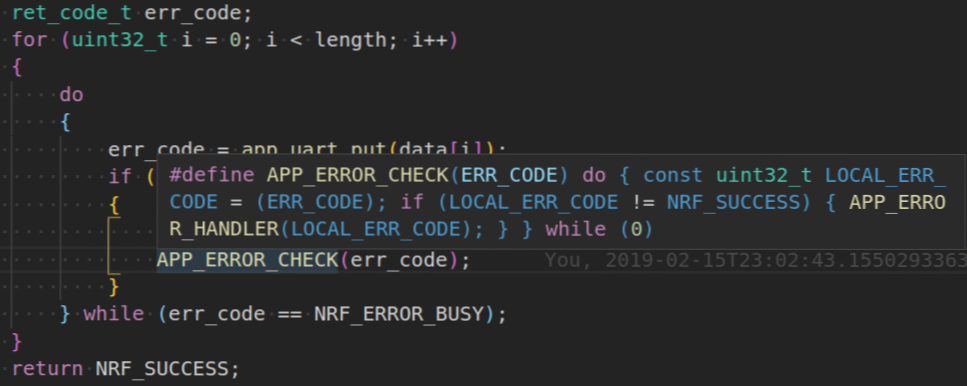 ret_code_t err_code;
for (uint32_t i = 0; i < length; i++)
{
do
{
err_code = app_uart_put(data[i]);
if (
{
#define APP_ERROR_CHECK(ERR_CODE) do { const uint32_t LOCAL_ERR_
CODE = (ERR_CODE); if (LOCAL_ERR_CODE != NRF_SUCCESS) { APP_ERRO
R_HANDLER(LOCAL_ERR_CODE); } } while (0)
APP_ERROR_CHECK(err_code); You, 2019-02-15T23:02:43.1550293363
}
} while (err_code == NRF_ERROR_BUSY);
}
return NRF_SUCCESS;